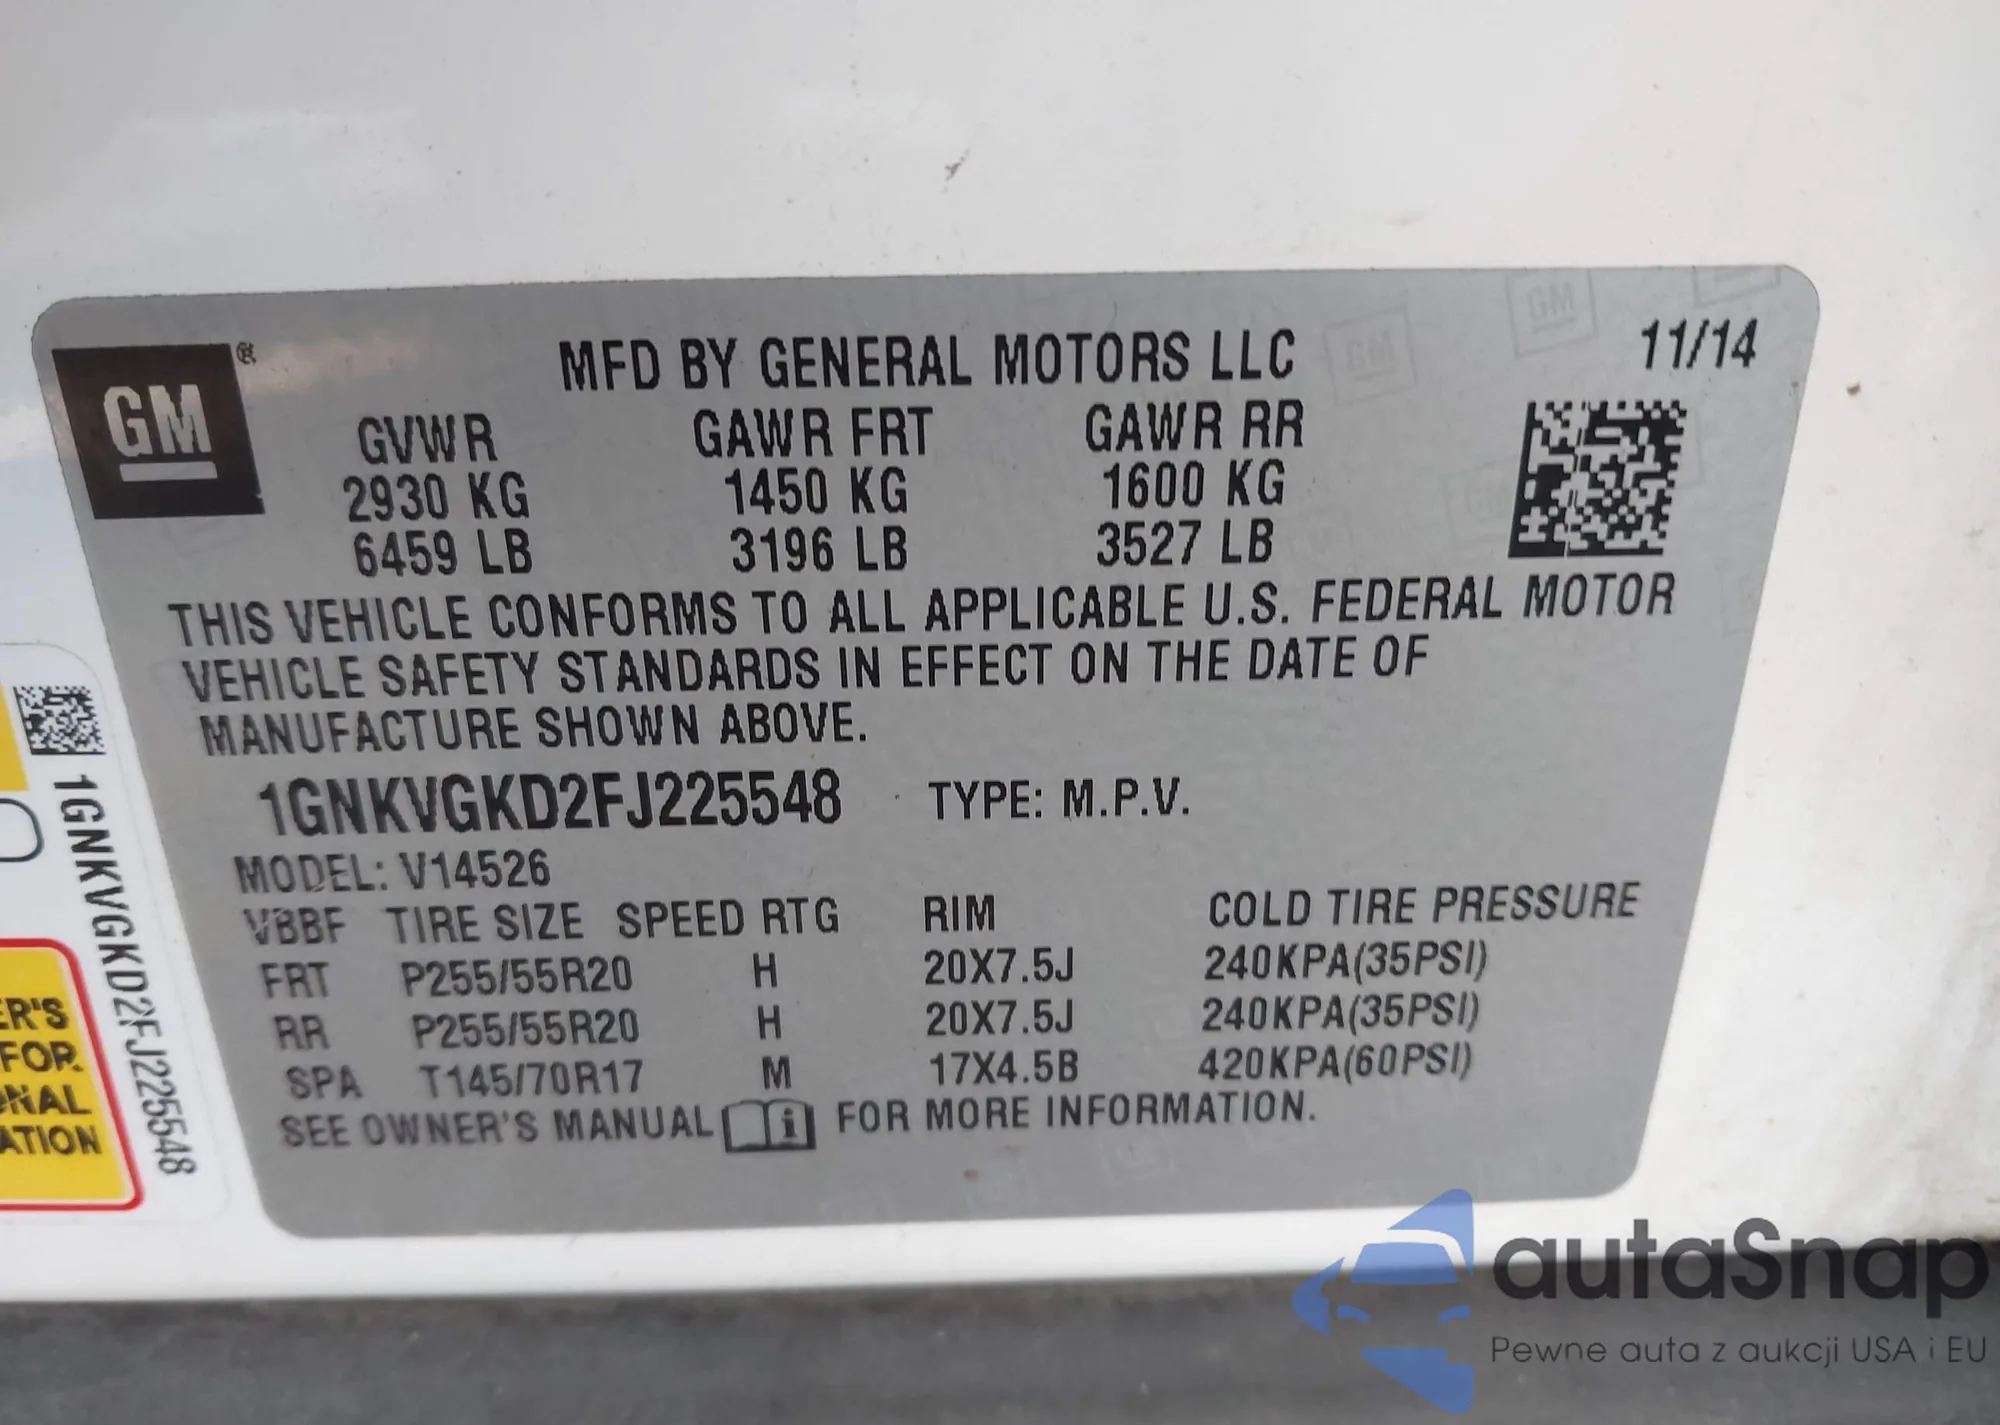 GM ®
MFD BY GENERAL MOTORS LLC
11/14
GVWR GAWR FRT GAWR RR
2930 KG 1450 KG 1600 KG
6459 LB 3196 LB 3527 LB
THIS VEHICLE CONFORMS TO ALL APPLICABLE U.S. FEDERAL MOTOR
VEHICLE SAFETY STANDARDS IN EFFECT ON THE DATE OF
MANUFACTURE SHOWN ABOVE.
1GNKVGKD2FJ225548 TYPE: M.P.V.
MODEL: V14526
VBBF TIRE SIZE SPEED RTG RIM COLD TIRE PRESSURE
FRT P255/55R20 H 20X7.5J 240KPA(35PSI)
RR P255/55R20 H 20X7.5J 240KPA(35PSI)
SPA T145/70R17 M 17X4.5B 420KPA(60PSI)
SEE OWNER'S MANUAL i FOR MORE INFORMATION.
1GNKVGKD2FJ225548
ER'S
FOR
ONAL
ATION
autaSnap
Pewne auta z aukcji USA i EU